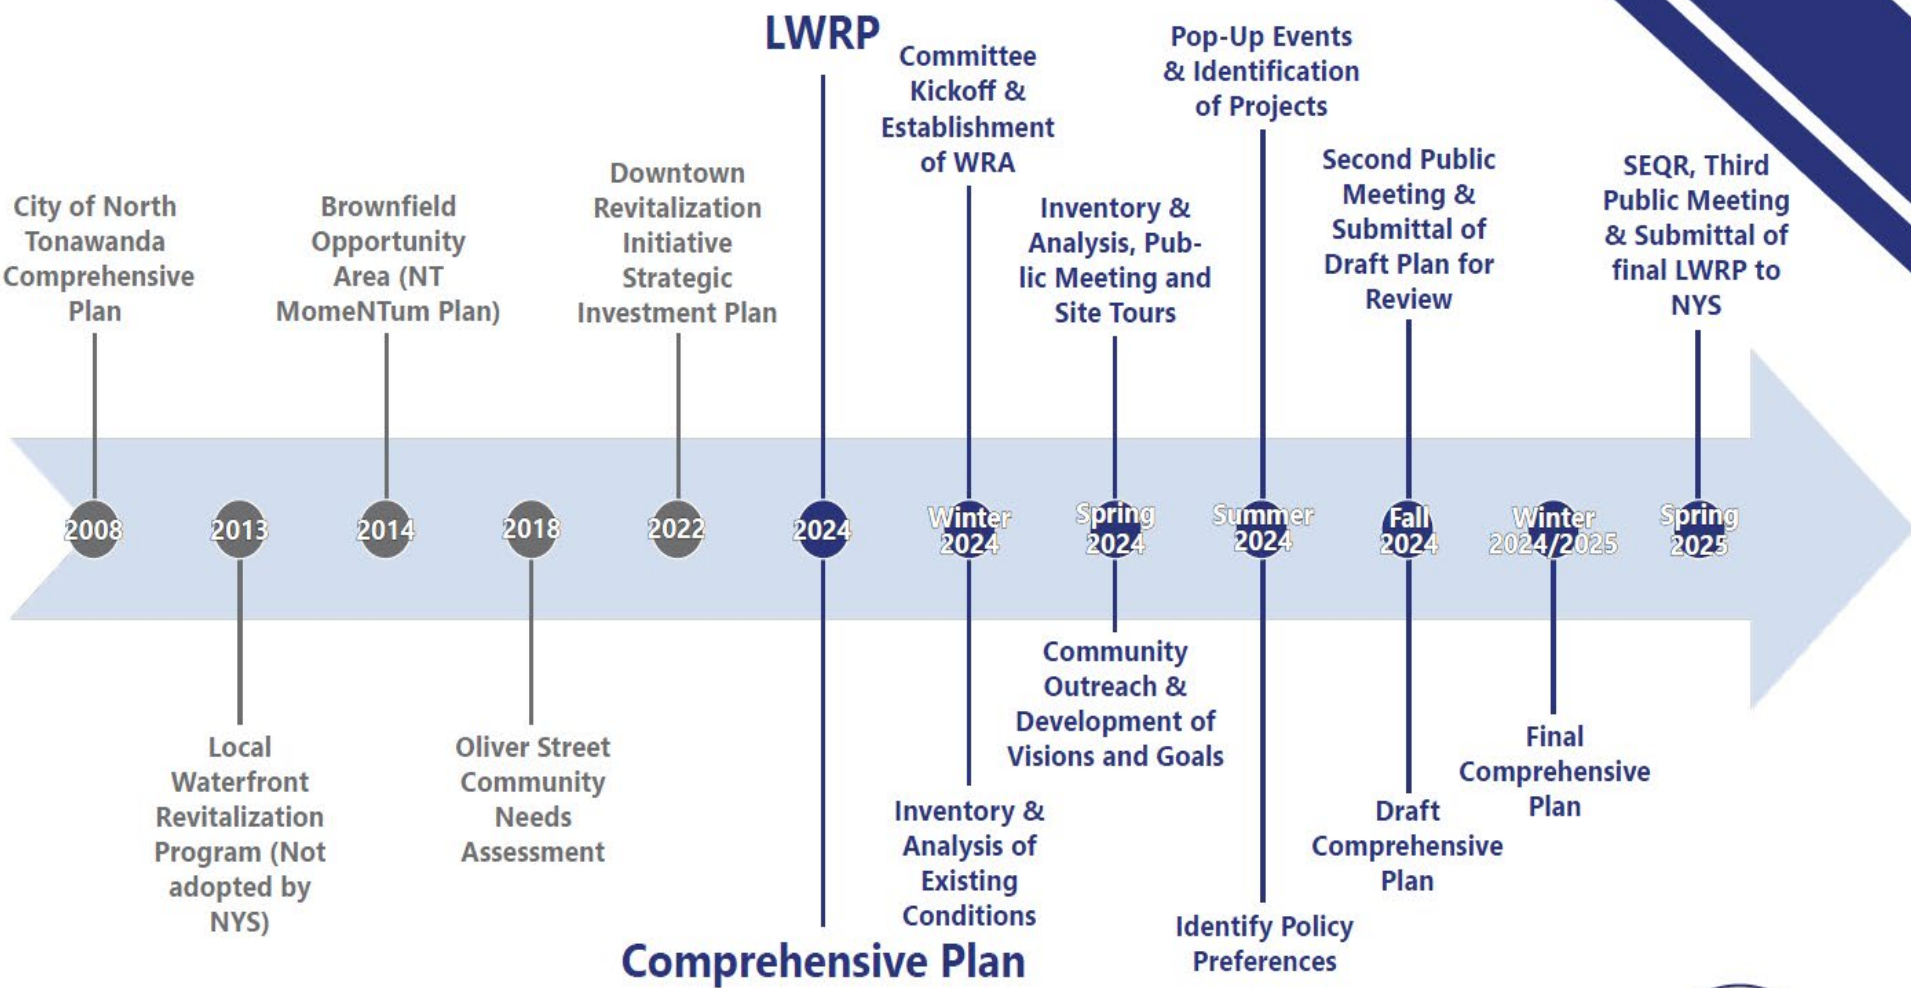 LWRP
Committee
Kickoff &
Establishment
of WRA
Pop-Up Events
& Identification
of Projects
City of North
Tonawanda
Comprehensive
Plan
Brownfield
Opportunity
Area (NT
MomeNTum Plan)
Downtown
Revitalization
Initiative
Strategic
Investment Plan
Inventory &
Analysis, Pub-
lic Meeting and
Site Tours
Second Public
Meeting &
Submittal of
Draft Plan for
Review
SEQR, Third
Public Meeting
& Submittal of
final LWRP to
NYS
2008
2013
2014
2018
2022
2024
Winter
2024
Spring
2024
Summer
2024
Fall
2024
Winter
2024/2025
Spring
2025
Local
Waterfront
Revitalization
Program (Not
adopted by
NYS)
Oliver Street
Community
Needs
Assessment
Comprehensive Plan
Inventory &
Analysis of
Existing
Conditions
Community
Outreach &
Development of
Visions and Goals
Identify Policy
Preferences
Draft
Comprehensive
Plan
Final
Comprehensive
Plan